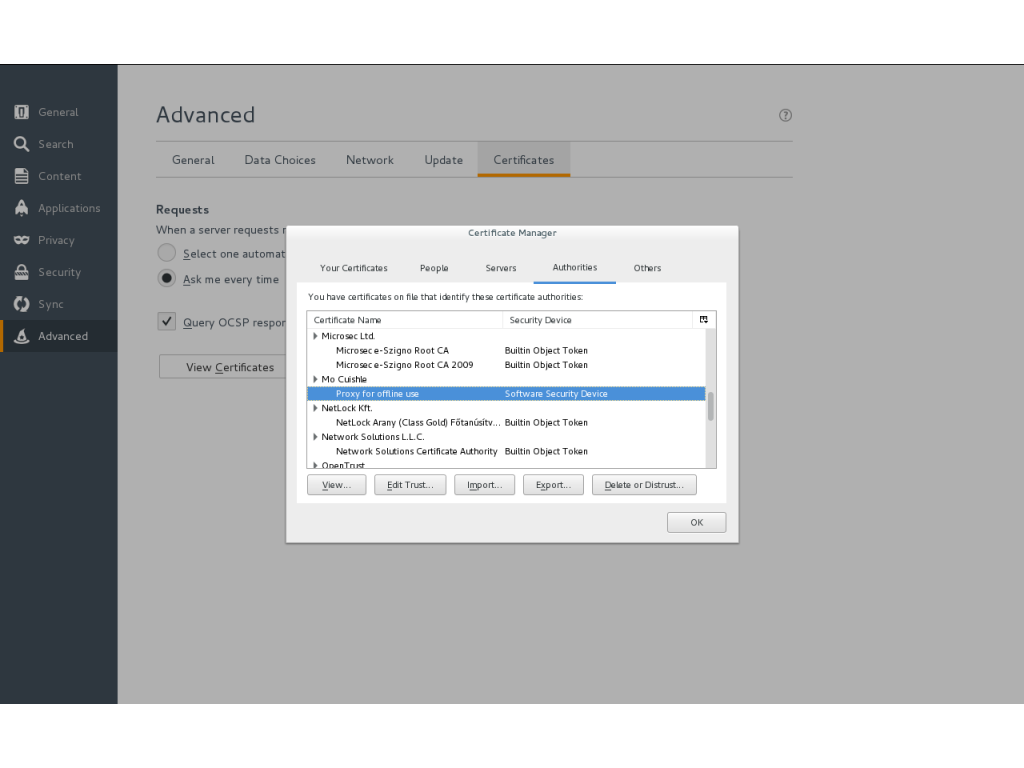 Advanced
General
Search
Content
Applications
Privacy
Security
Sync
Advanced
General Data Choices Network Update Certificates
Requests
When a server requests
Select one automat
Ask me every time
Query OCSP respon
View Certificates
Certificate Manager
Your Certificates People Servers Authorities Others
You have certificates on file that identify these certificate authorities:
Certificate Name Security Device
Microsec Ltd.
Microsec e-Szigno Root CA Builtin Object Token
Microsec e-Szigno Root CA 2009 Builtin Object Token
Mo Cuishle
Proxy for offline use Software Security Device
NetLock Kft.
NetLock Arany (Class Gold) Főtanúsítv... Builtin Object Token
Network Solutions L.L.C.
Network Solutions Certificate Authority Builtin Object Token
OpenTrust
View... Edit Trust... Import... Export... Delete or Distrust...
OK